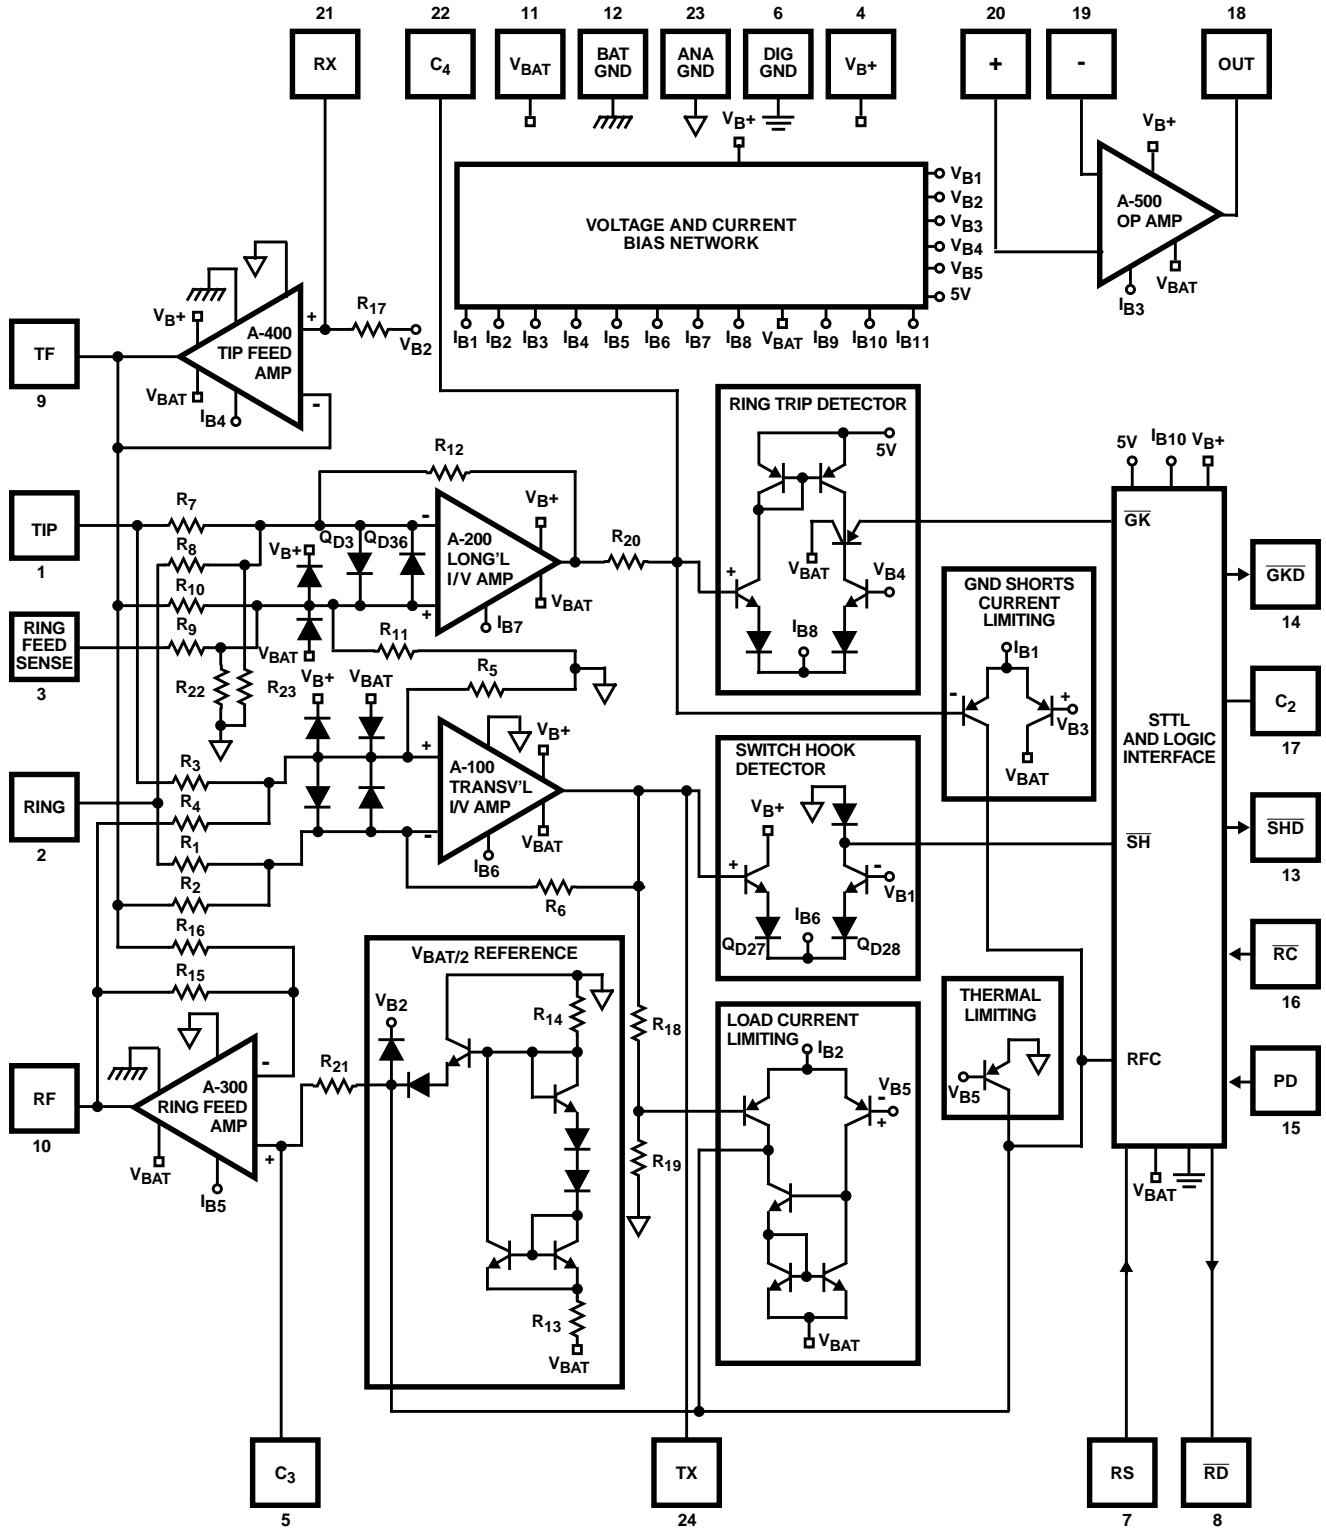 21
22
11
12
23
6
4
20
19
18
RX
C4
VBAT
BAT
GND
ANA
GND
DIG
GND
VB+
+
-
OUT
VB+
VB+
VOLTAGE AND CURRENT
BIAS NETWORK
VB1
VB2
VB3
VB4
VB5
5V
A-500
OP AMP
VBAT
IB3
IB1
IB2
IB3
IB4
IB5
IB6
IB7
IB8
VBAT
IB9
IB10
IB11
VB+
A-400
TIP FEED
AMP
+
-
R17
VB2
VBAT
IB4
TF
9
RING TRIP DETECTOR
5V
VBAT
VB4
+
IB8
R12
TIP
1
R7
R8
R10
R9
RING
FEED
SENSE
3
R22
R23
VB+
VBAT
QD3
QD36
-
+
A-200
LONG'L
I/V AMP
VB+
VBAT
IB7
R20
R11
R5
5V
IB10
VB+
GK
STTL
AND LOGIC
INTERFACE
SH
RFC
VBAT
GKD
14
C2
17
SHD
13
RC
16
PD
15
GND SHORTS
CURRENT
LIMITING
IB1
-
+
VB3
VBAT
VB+
VBAT
+
-
A-100
TRANSV'L
I/V AMP
VB+
VBAT
IB6
R6
RING
2
R3
R4
R1
R2
R16
R15
SWITCH HOOK
DETECTOR
VB+
+
-
VB1
IB6
QD27
QD28
VBAT/2 REFERENCE
VB2
R14
R13
VBAT
R18
R19
R21
LOAD CURRENT
LIMITING
IB2
VB5
-
+
VBAT
THERMAL
LIMITING
VB5
RF
10
A-300
RING FEED
AMP
-
+
VBAT
IB5
C3
5
TX
24
RS
7
RD
8